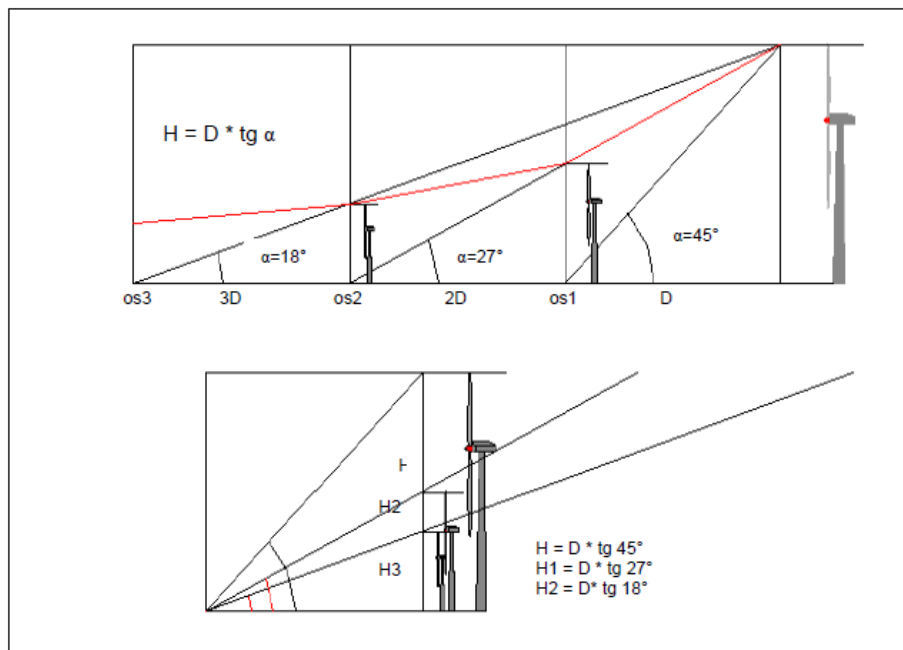 H = D * tg α
α=18°
α=27°
α=45°
os3 3D os2 2D os1 D
H
H2
H3
H = D * tg 45°
H1 = D * tg 27°
H2 = D* tg 18°